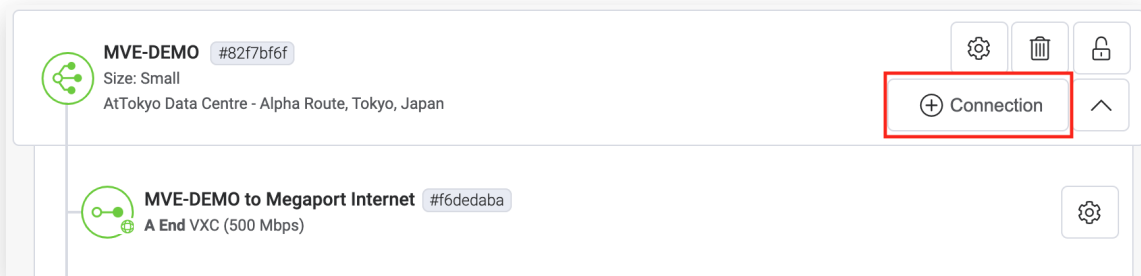 MVE-DEMO #82f7bf6f
Size: Small
AtTokyo Data Centre - Alpha Route, Tokyo, Japan
Connection
MVE-DEMO to Megaport Internet #f6dedaba
A End VXC (500 Mbps)